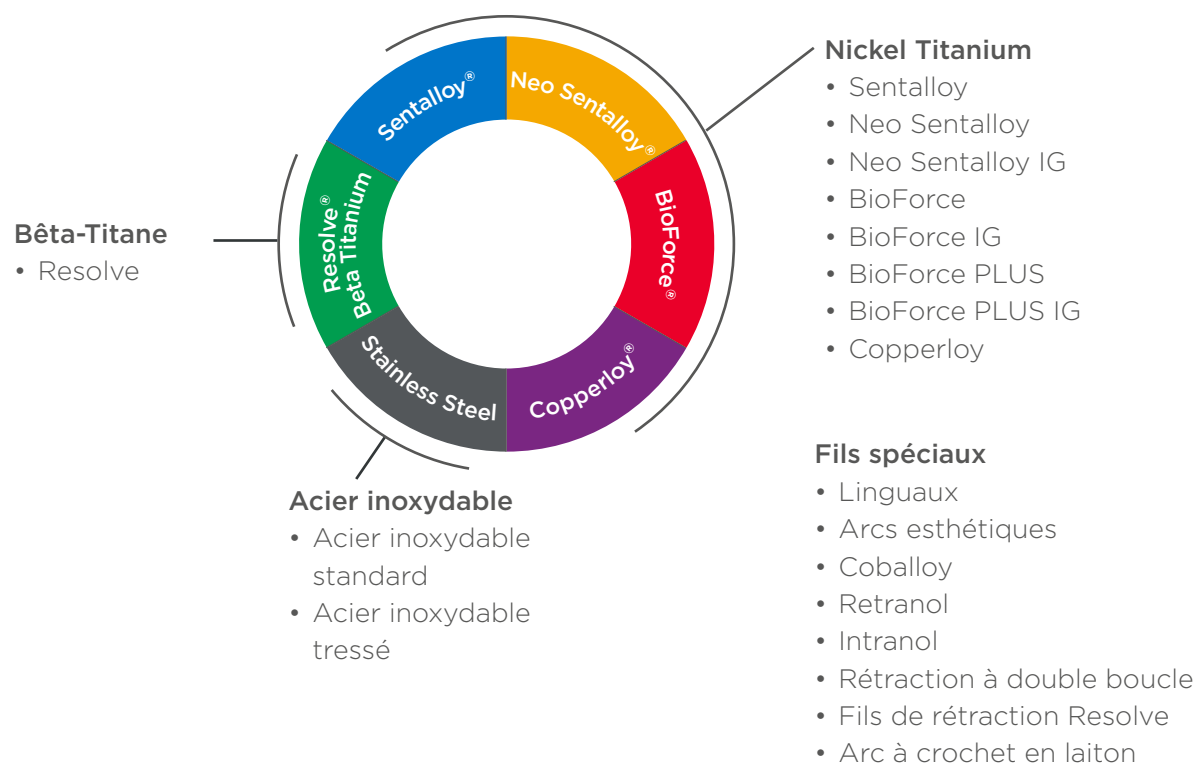 Sentalloy®
Neo Sentalloy®
BioForce®
Copperloy®
Stainless Steel
Resolve®
Beta Titanium
Nickel Titanium
• Sentalloy
• Neo Sentalloy
• Neo Sentalloy IG
• BioForce
• BioForce IG
• BioForce PLUS
• BioForce PLUS IG
• Copperloy
Bêta-Titane
• Resolve
Acier inoxydable
• Acier inoxydable
standard
• Acier inoxydable
tressé
Fils spéciaux
• Linguaux
• Arcs esthétiques
• Coballoy
• Retranol
• Intranol
• Rétraction à double boucle
• Fils de rétraction Resolve
• Arc à crochet en laiton